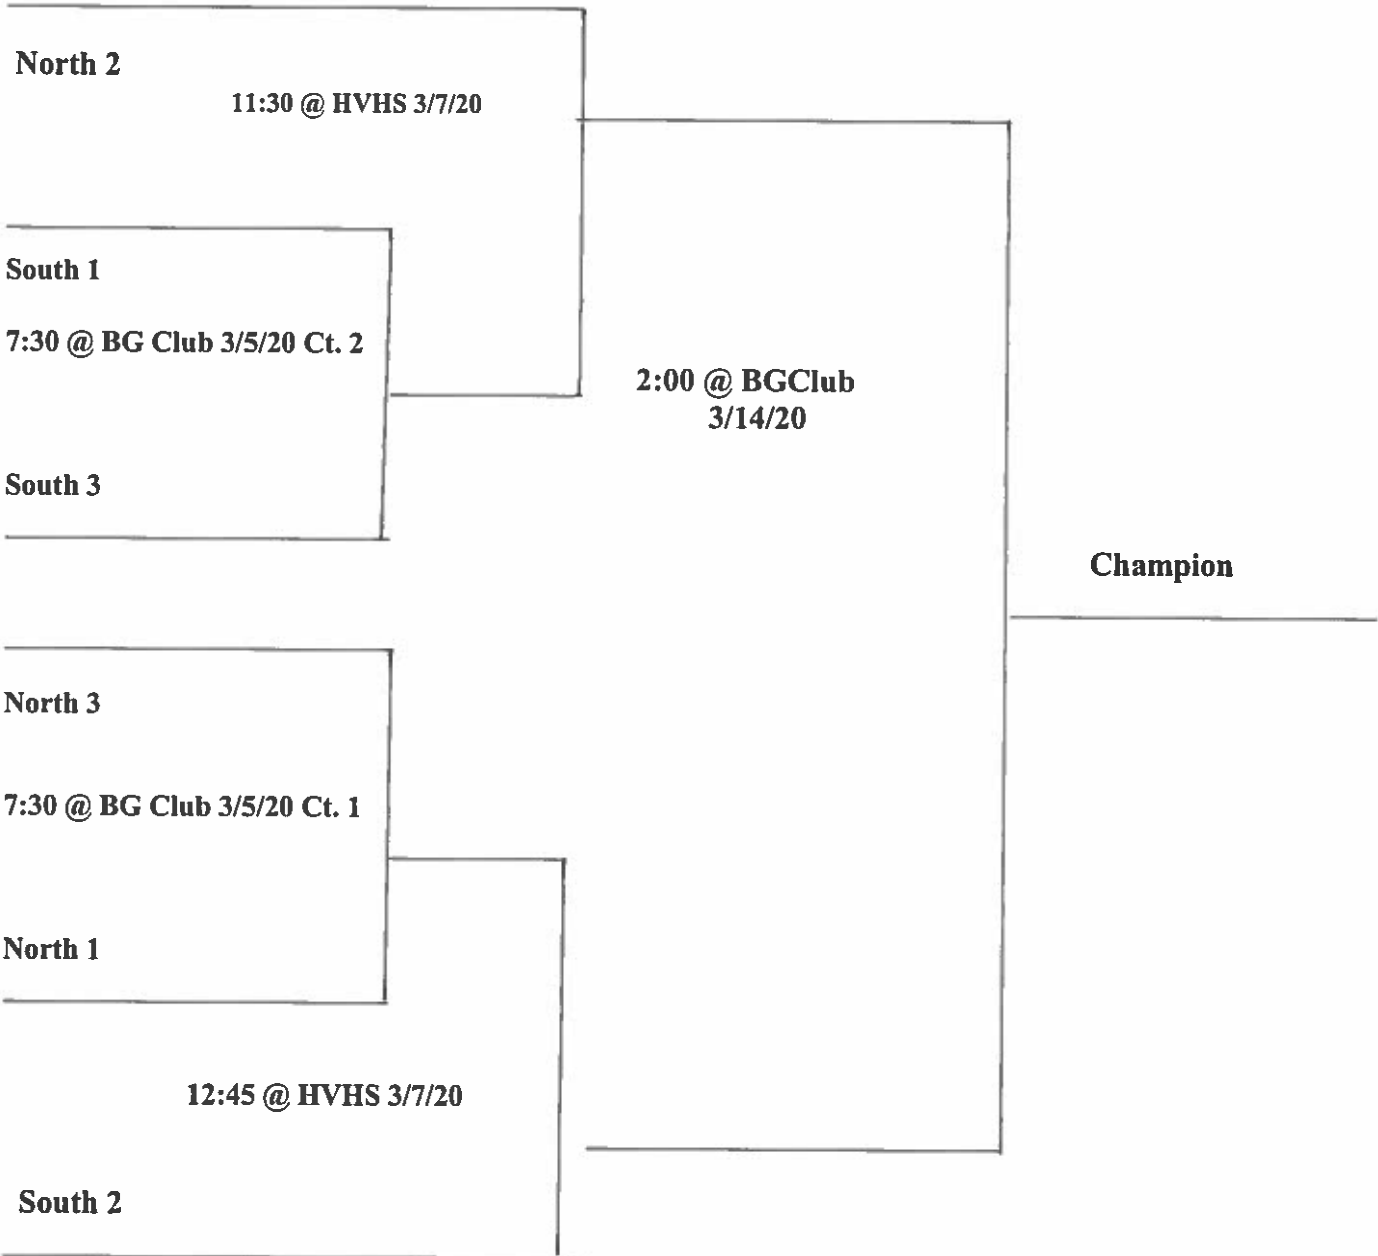 North 2
11:30 @ HVHS 3/7/20
South 1
7:30 @ BG Club 3/5/20 Ct. 2
2:00 @ BGClub
3/14/20
South 3
Champion
North 3
7:30 @ BG Club 3/5/20 Ct. 1
North 1
12:45 @ HVHS 3/7/20
South 2